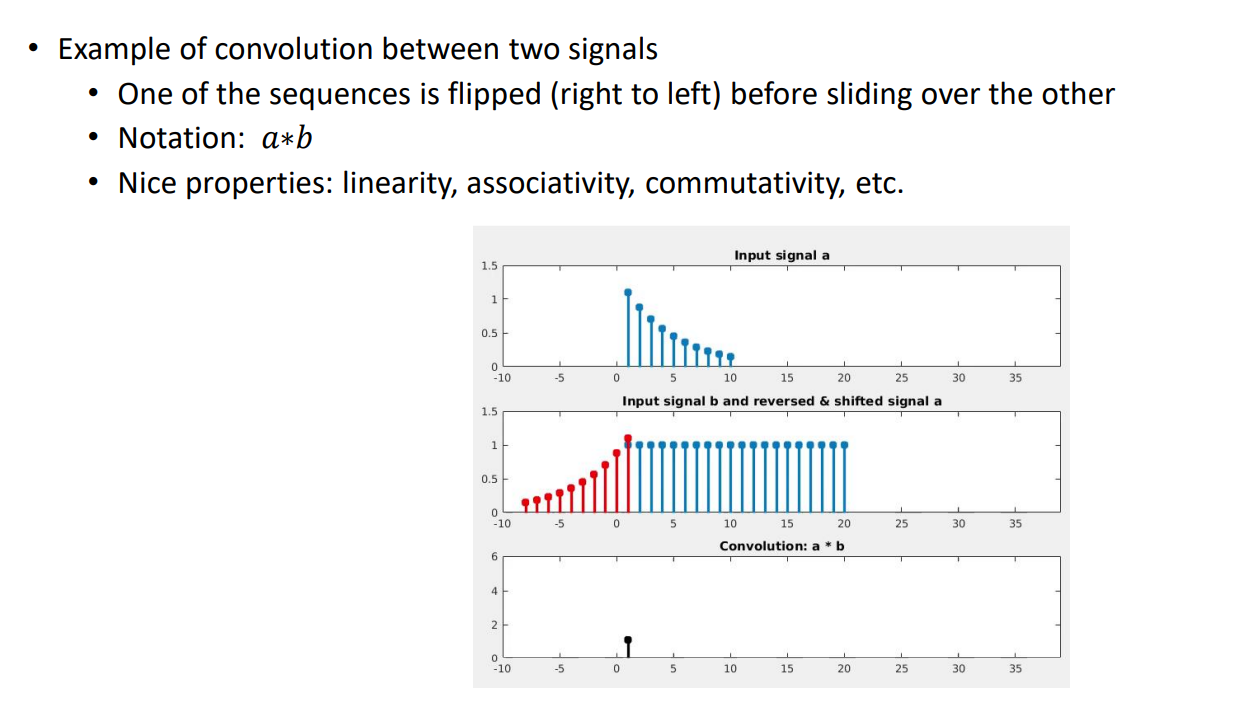 • Example of convolution between two signals
• One of the sequences is flipped (right to left) before sliding over the other
• Notation: a*b
• Nice properties: linearity, associativity, commutativity, etc.
Input signal a
1.5
1
0.5
0
-10 -5 0 5 10 15 20 25 30 35
Input signal b and reversed & shifted signal a
1.5
1
0.5
0
-10 -5 0 5 10 15 20 25 30 35
Convolution: a * b
6
4
2
0
-10 -5 0 5 10 15 20 25 30 35